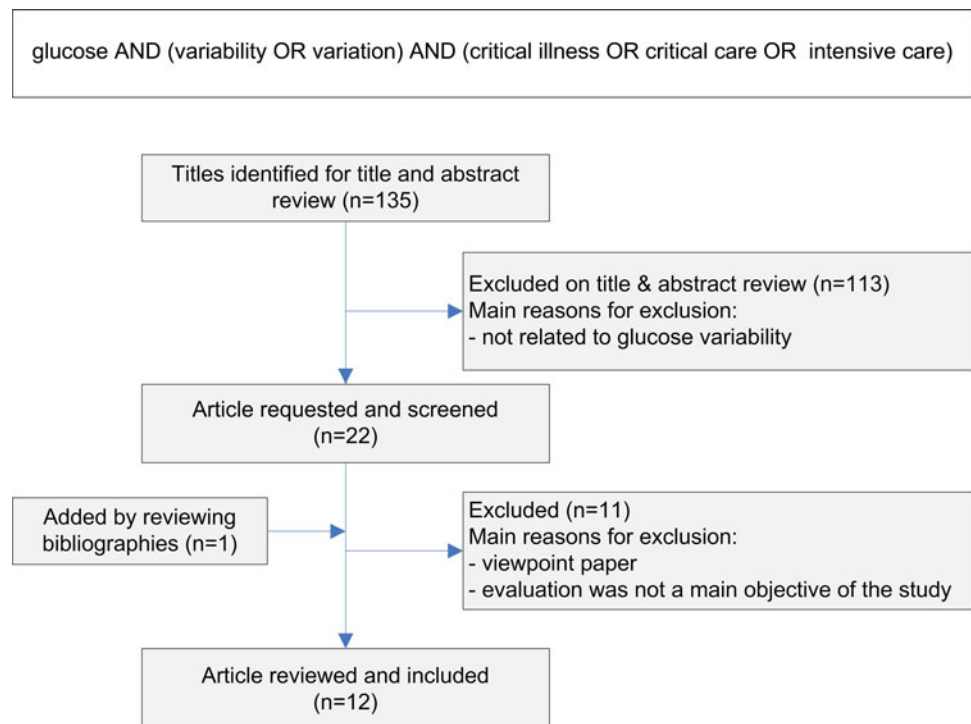 glucose AND (variability OR variation) AND (critical illness OR critical care OR intensive care)
Titles identified for title and abstract
review (n=135)
Excluded on title & abstract review (n=113)
Main reasons for exclusion:
- not related to glucose variability
Article requested and screened
(n=22)
Added by reviewing
bibliographies (n=1)
Excluded (n=11)
Main reasons for exclusion:
- viewpoint paper
- evaluation was not a main objective of the study
Article reviewed and included
(n=12)